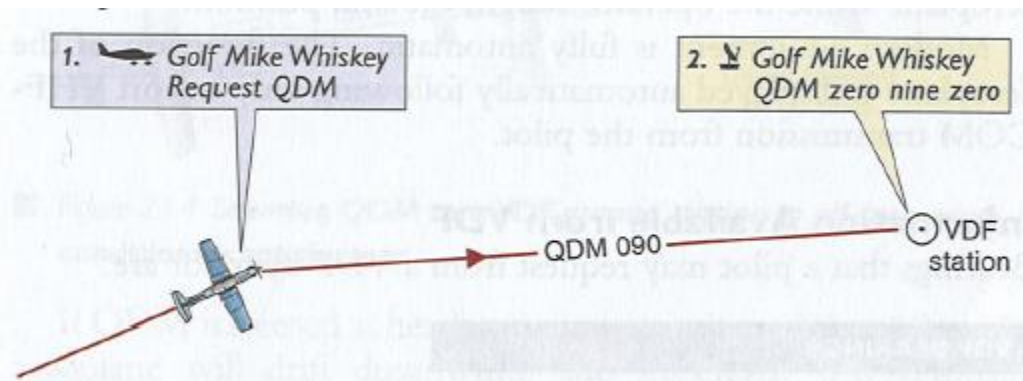 1. Golf Mike Whiskey
Request QDM
2. Golf Mike Whiskey
QDM zero nine zero
QDM 090
VDF
station